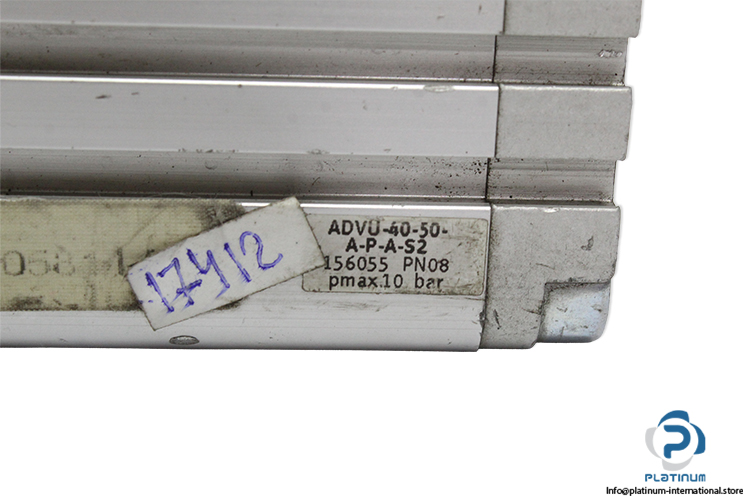 17412
ADVU-40-50-
A-P-A-S2
156055 PN08
pmax.10 bar
PLATINUM
Info@platinum-international.store